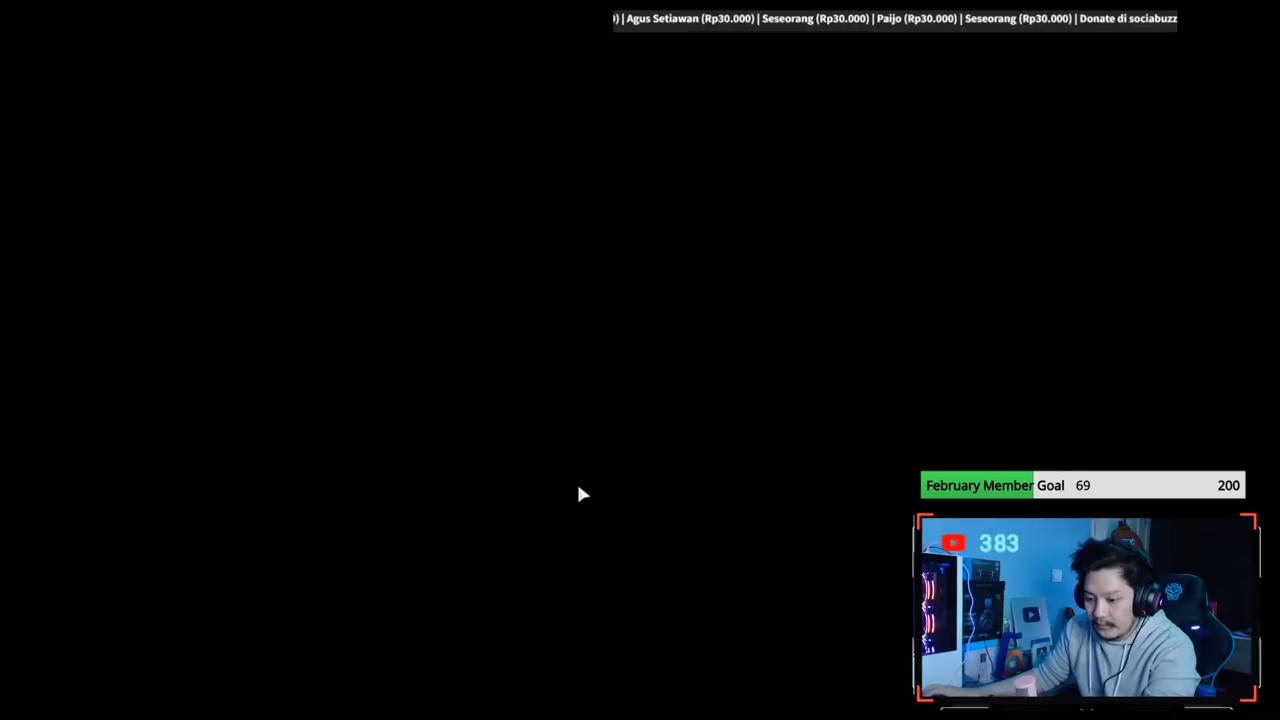 ) | Agus Setiawan (Rp30.000) | Seseorang (Rp30.000) | Paijo (Rp30.000) | Seseorang (Rp30.000) | Donate di sociabuzz
February Member Goal 69 200
383